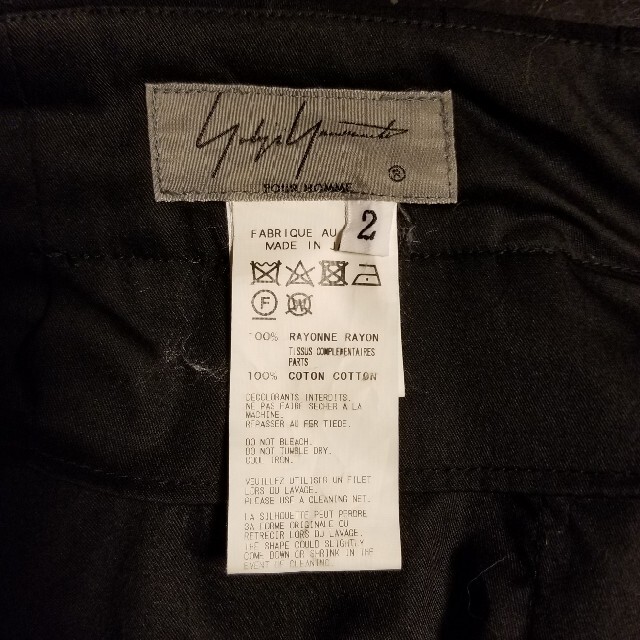 Yohji Yamamoto
®
POUR HOMME
2
FABRIQUE AU
MADE IN
F
W
100% RAYONNE RAYON
TISSUS COMPLEMENTAIRES
PARTS
100% COTON COTTON
DECOLORANTS INTERDITS.
NE PAS FAIRE SECHER A LA
MACHINE.
REPASSER AU FER TIEDE.
DO NOT BLEACH.
DO NOT TUMBLE DRY.
COOL IRON.
VEUILLEZ UTILISER UN FILET
LORS DU LAVAGE.
PLEASE USE A CLEANING NET.
LA SILHOUETTE PEUT PERDRE
SA FORME ORIGINALE OU
RETRECIR LORS DU LAVAGE.
THE SHAPE COULD SLIGHTLY
COME DOWN OR SHRINK IN THE
EVENT OF CLEANING.